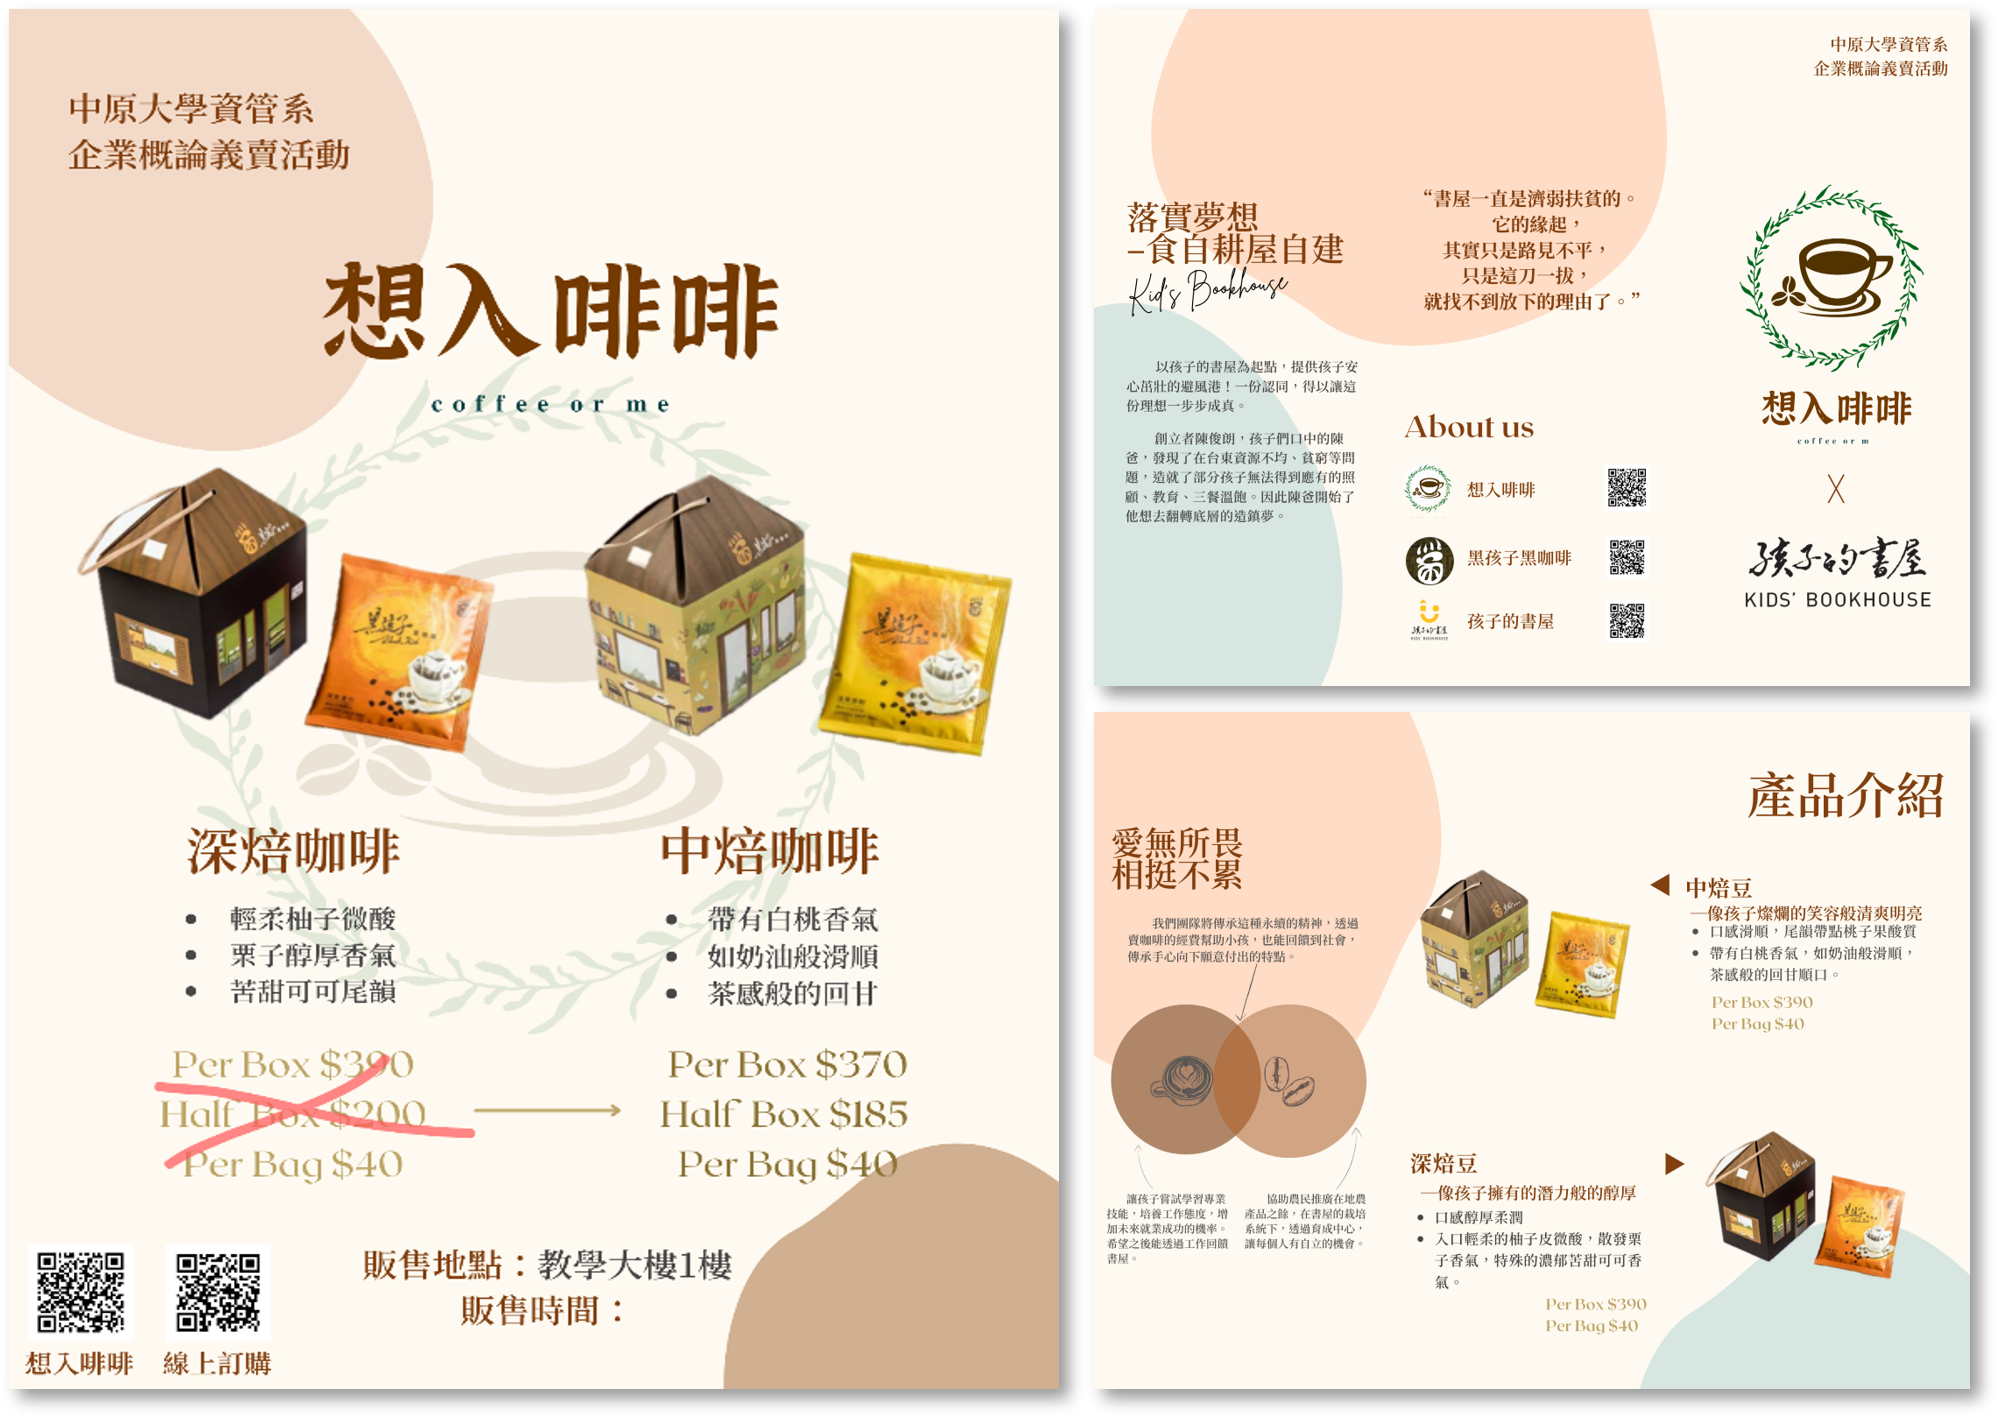 中原大學資管系
企業概論義賣活動
想入啡啡
coffee or me
深焙咖啡
輕柔柚子微酸
栗子醇厚香氣
苦甜可可尾韻
中焙咖啡
帶有白桃香氣
如奶油般滑順
茶感般的回甘
Per Box $390
Half Box $200
Per Bag $40
Per Box $370
Half Box $185
Per Bag $40
販售地點：教學大樓1樓
販售時間：
想入啡啡
線上訂購
中原大學資管系
企業概論義賣活動
落實夢想
–食自耕屋自建
Kid's Bookhouse
以孩子的書屋為起點，提供孩子安
心茁壯的避風港！一份認同，得以讓這
份理想一步步成真。
創立者陳俊朗，孩子們口中的陳
爸，發現了在台東資源不均、貧窮等問
題，造就了部分孩子無法得到應有的照
顧、教育、三餐溫飽。因此陳爸開始了
他想去翻轉底層的造鎮夢。
“書屋一直是濟弱扶貧的。
它的緣起，
其實只是路見不平，
只是這刀一拔，
就找不到放下的理由了。”
About us
想入啡啡
黑孩子黑咖啡
孩子的書屋
想入啡啡
coffee or m
X
孩子的書屋
KIDS' BOOKHOUSE
愛無所畏
相挺不累
我們團隊將傳承這種永續的精神，透過
賣咖啡的經費幫助小孩，也能回饋到社會，
傳承手心向下願意付出的特點。
讓孩子嘗試學習專業
技能，培養工作態度，增
加未來就業成功的機率。
希望之後能透過工作回饋
書屋。
協助農民推廣在地農
產品之餘，在書屋的栽培
系統下，透過育成中心，
讓每個人有自立的機會。
產品介紹
中焙豆
—像孩子燦爛的笑容般清爽明亮
口感滑順，尾韻帶點桃子果酸質
帶有白桃香氣，如奶油般滑順，
茶感般的回甘順口。
Per Box $390
Per Bag $40
深焙豆
—像孩子擁有的潛力般的醇厚
口感醇厚柔潤
入口輕柔的柚子皮微酸，散發栗
子香氣，特殊的濃郁苦甜可可香
氣。
Per Box $390
Per Bag $40